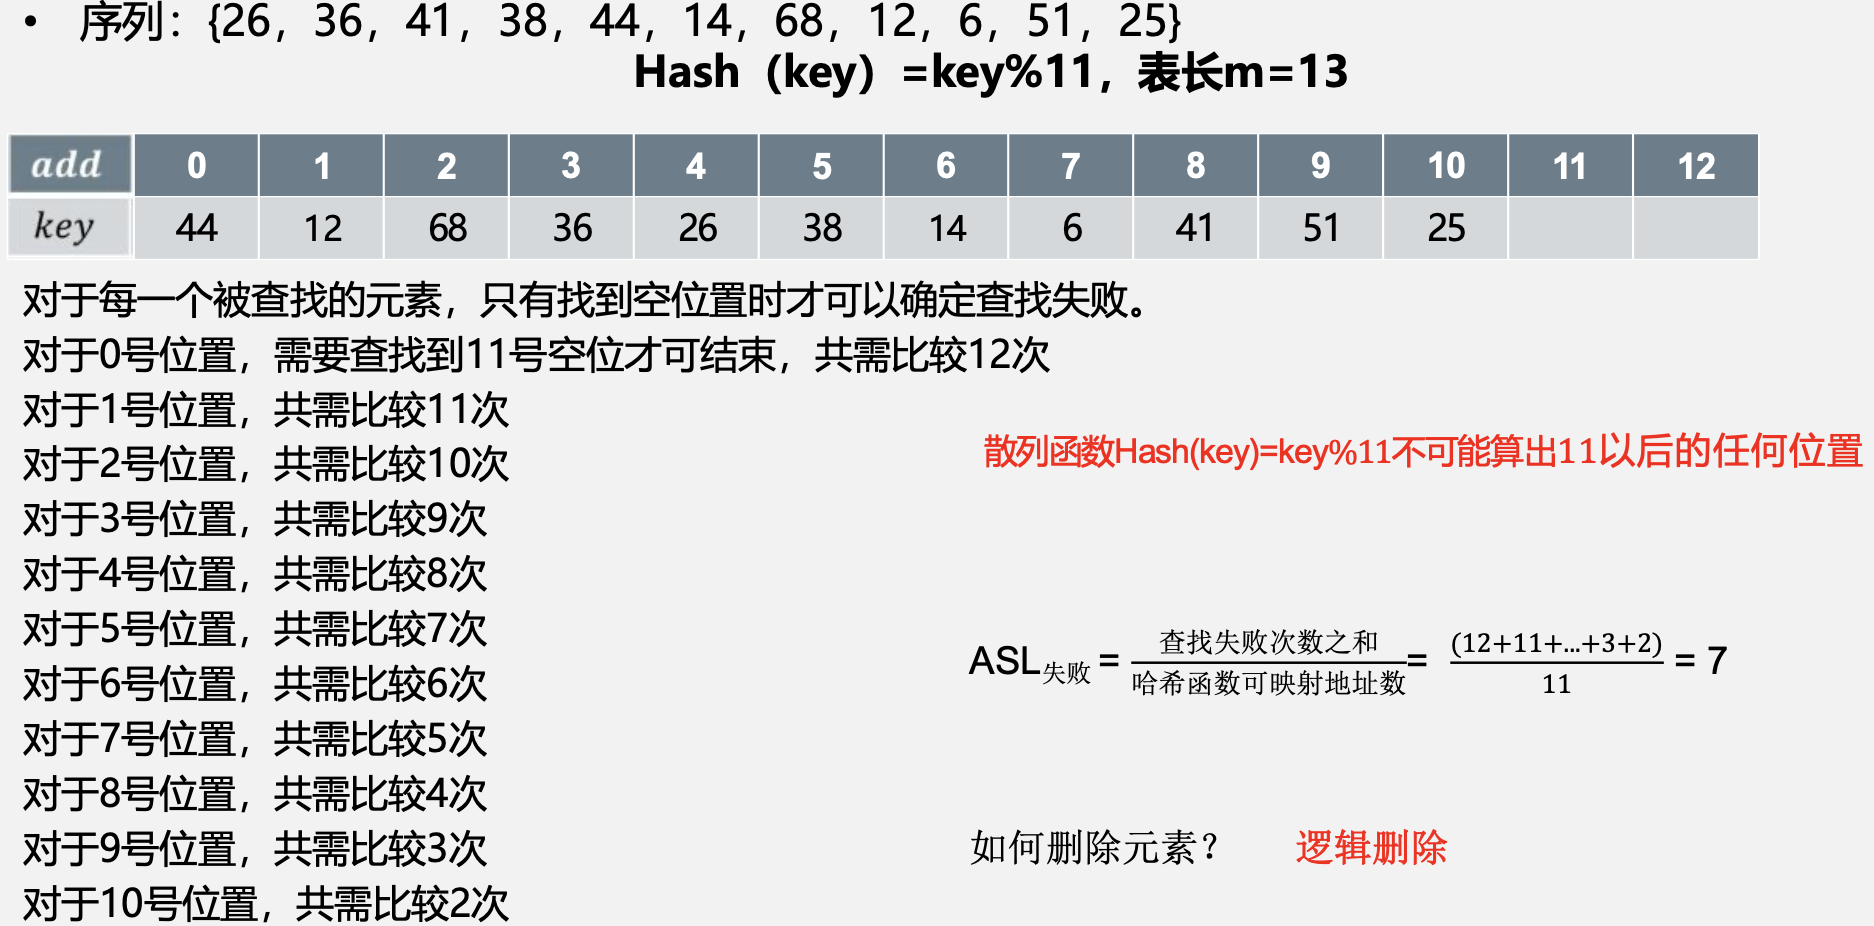 • 序列：{26，36，41，38，44，14，68，12，6，51，25}
Hash（key）=key%11，表长m=13
add 0 1 2 3 4 5 6 7 8 9 10 11 12
key 44 12 68 36 26 38 14 6 41 51 25
对于每一个被查找的元素，只有找到空位置时才可以确定查找失败。
对于0号位置，需要查找到11号空位才可结束，共需比较12次
对于1号位置，共需比较11次
散列函数Hash(key)=key%11不可能算出11以后的任何位置
对于2号位置，共需比较10次
对于3号位置，共需比较9次
对于4号位置，共需比较8次
对于5号位置，共需比较7次
ASL失败 = 查找失败次数之和/哈希函数可映射地址数 = (12+11+…+3+2)/11 = 7
对于6号位置，共需比较6次
对于7号位置，共需比较5次
对于8号位置，共需比较4次
对于9号位置，共需比较3次
如何删除元素？ 逻辑删除
对于10号位置，共需比较2次